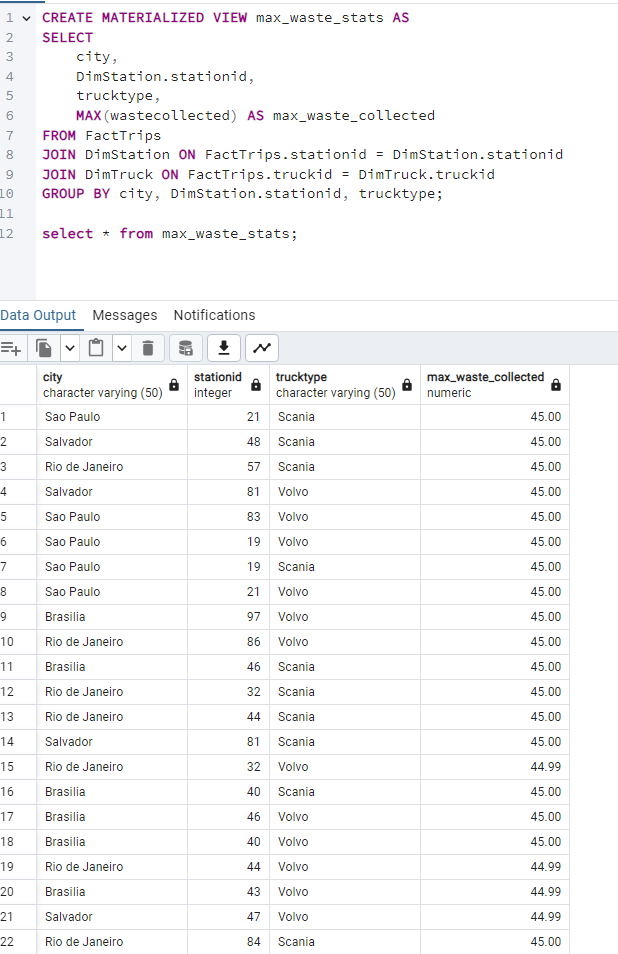 1 CREATE MATERIALIZED VIEW max_waste_stats AS
2 SELECT
3 city,
4 DimStation.stationid,
5 trucktype,
6 MAX(wastecollected) AS max_waste_collected
7 FROM FactTrips
8 JOIN DimStation ON FactTrips.stationid = DimStation.stationid
9 JOIN DimTruck ON FactTrips.truckid = DimTruck.truckid
10 GROUP BY city, DimStation.stationid, trucktype;
11
12 select * from max_waste_stats;
Data Output Messages Notifications
city stationid trucktype max_waste_collected
character varying (50) integer character varying (50) numeric
1 Sao Paulo 21 Scania 45.00
2 Salvador 48 Scania 45.00
3 Rio de Janeiro 57 Scania 45.00
4 Salvador 81 Volvo 45.00
5 Sao Paulo 83 Volvo 45.00
6 Sao Paulo 19 Volvo 45.00
7 Sao Paulo 19 Scania 45.00
8 Sao Paulo 21 Volvo 45.00
9 Brasilia 97 Volvo 45.00
10 Rio de Janeiro 86 Volvo 45.00
11 Brasilia 46 Scania 45.00
12 Rio de Janeiro 32 Scania 45.00
13 Rio de Janeiro 44 Scania 45.00
14 Salvador 81 Scania 45.00
15 Rio de Janeiro 32 Volvo 44.99
16 Brasilia 40 Scania 45.00
17 Brasilia 46 Volvo 45.00
18 Brasilia 40 Volvo 45.00
19 Rio de Janeiro 44 Volvo 44.99
20 Brasilia 43 Volvo 44.99
21 Salvador 47 Volvo 44.99
22 Rio de Janeiro 84 Scania 45.00